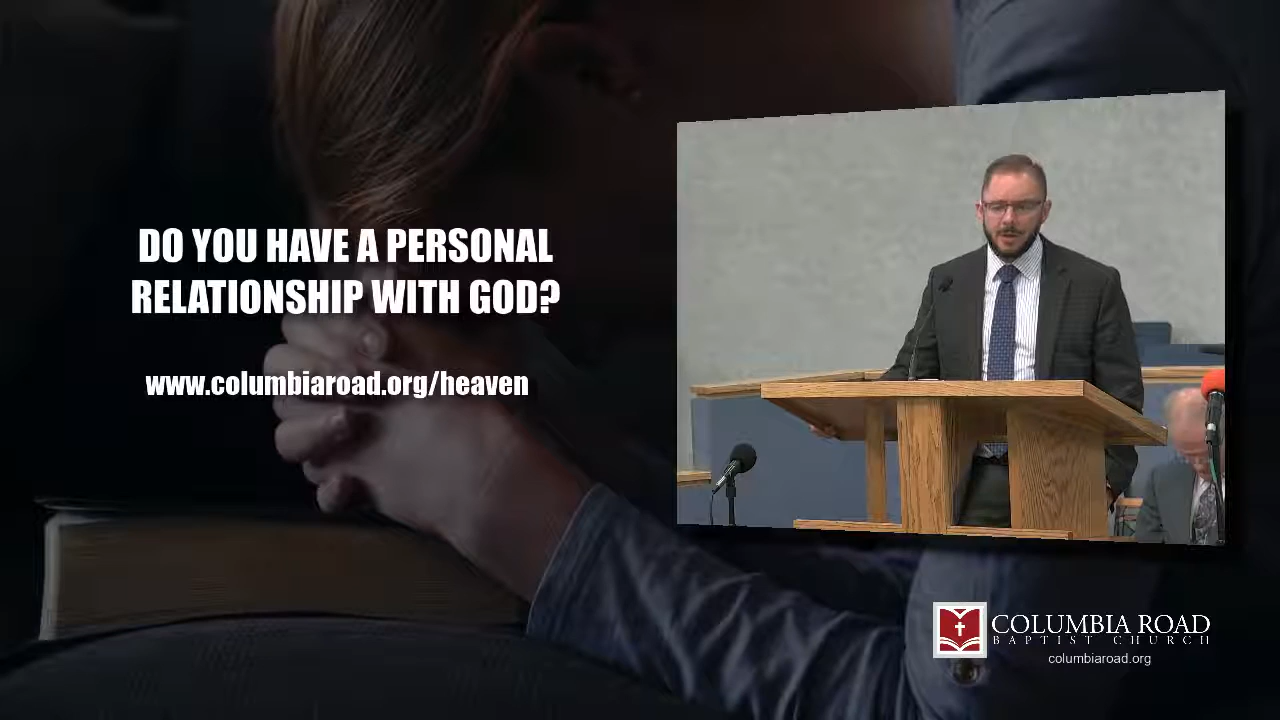 DO YOU HAVE A PERSONAL
RELATIONSHIP WITH GOD?
www.columbiaroad.org/heaven
COLUMBIA ROAD
BAPTIST CHURCH
columbiaroad.org